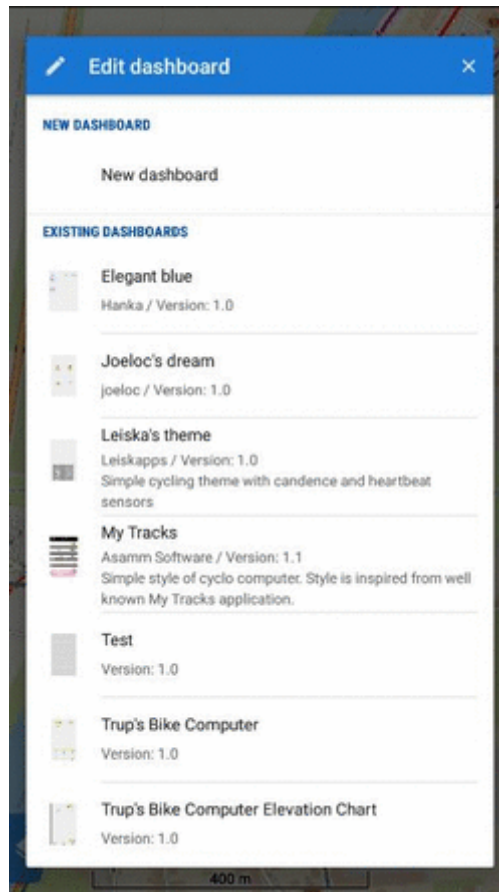 Edit dashboard
NEW DASHBOARD
New dashboard
EXISTING DASHBOARDS
Elegant blue
Hanka / Version: 1.0
Joeloc's dream
joeloc / Version: 1.0
Leiska's theme
Leiskapps / Version: 1.0
Simple cycling theme with candence and heartbeat
sensors
My Tracks
Asamm Software / Version: 1.1
Simple style of cyclo computer. Style is inspired from well
known My Tracks application.
Test
Version: 1.0
Trup's Bike Computer
Version: 1.0
Trup's Bike Computer Elevation Chart
Version: 1.0
400 m